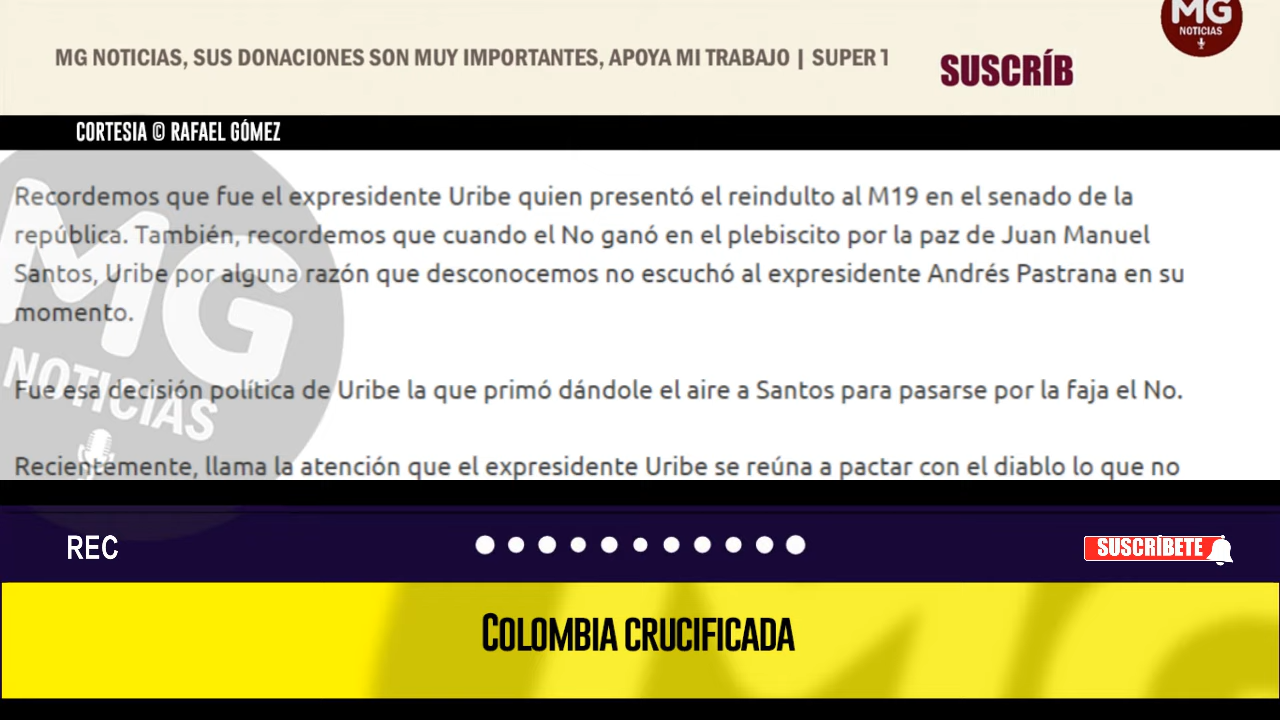 MG
NOTICIAS
MG NOTICIAS, SUS DONACIONES SON MUY IMPORTANTES, APOYA MI TRABAJO | SUPER T
SUSCRÍB
CORTESIA © RAFAEL GÓMEZ
Recordemos que fue el expresidente Uribe quien presentó el reindulto al M19 en el senado de la
república. También, recordemos que cuando el No ganó en el plebiscito por la paz de Juan Manuel
Santos, Uribe por alguna razón que desconocemos no escuchó al expresidente Andrés Pastrana en su
momento.
Fue esa decisión política de Uribe la que primó dándole el aire a Santos para pasarse por la faja el No.
Recientemente, llama la atención que el expresidente Uribe se reúna a pactar con el diablo lo que no
MG
NOTICIAS
REC
SUSCRÍBETE
COLOMBIA CRUCIFICADA